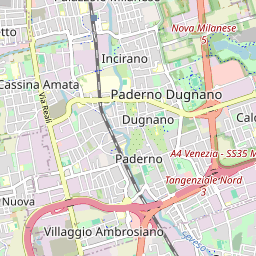 Nova Milanese
5
Incirano
Cassina Amata
Paderno Dugnano
Via Reali
Dugnano
Paderno
A4 Venezia - SS35 M
Tangenziale Nord
3
Nuova
Villaggio Ambrosiano